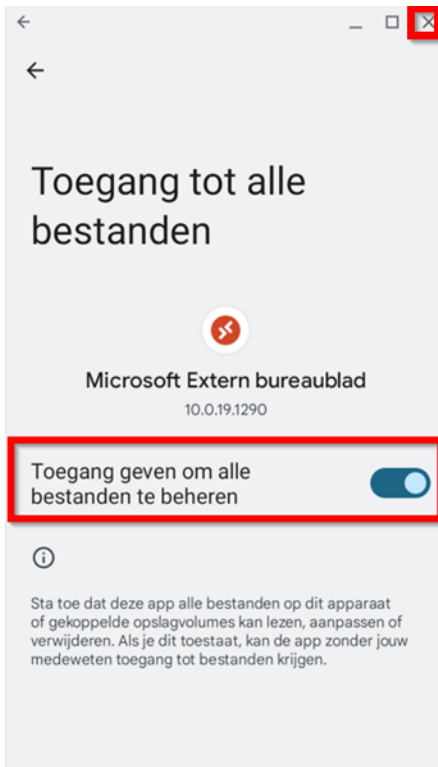 Toegang tot alle
bestanden
Microsoft Extern bureaublad
10.0.19.1290
Toegang geven om alle
bestanden te beheren
Sta toe dat deze app alle bestanden op dit apparaat
of gekoppelde opslagvolumes kan lezen, aanpassen of
verwijderen. Als je dit toestaat, kan de app zonder jouw
medeweten toegang tot bestanden krijgen.